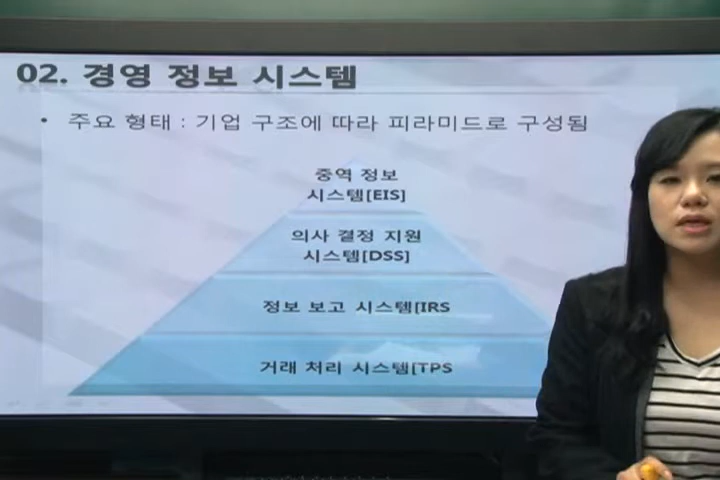 02. 경영 정보 시스템
• 주요 형태 : 기업 구조에 따라 피라미드로 구성됨
중역 정보
시스템[EIS]
의사 결정 지원
시스템[DSS]
정보 보고 시스템[IRS
거래 처리 시스템[TPS